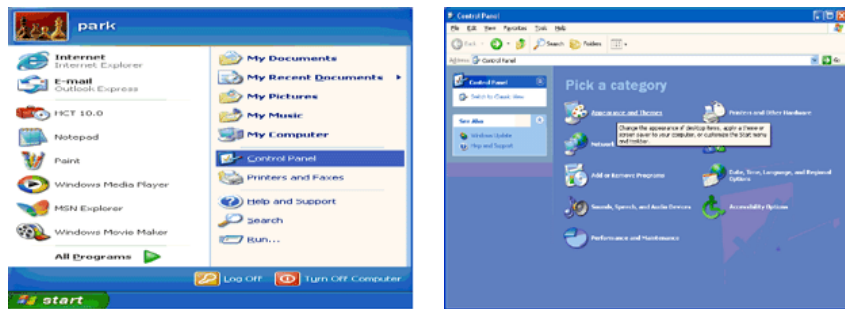 park
Internet
Internet Explorer
E-mail
Outlook Express
HCT 10.0
Notepad
Paint
Windows Media Player
MSN Explorer
Windows Movie Maker
All Programs
My Documents
My Recent Documents
My Pictures
My Music
My Computer
Control Panel
Printers and Faxes
Help and Support
Search
Run...
Log Off
Turn Off Computer
start
Control Panel
File Edit View Favorites Tools Help
Back Search Folders
Address Control Panel Go
Control Panel
Switch to Classic View
See Also
Windows Update
Help and Support
Pick a category
Appearance and Themes
Printers and Other Hardware
Change the appearance of desktop items, apply a theme or
screen saver to your computer, or customize the Start menu
and taskbar.
Network
Add or Remove Programs
Date, Time, Language, and Regional
Options
Sounds, Speech, and Audio Devices
Accessibility Options
Performance and Maintenance